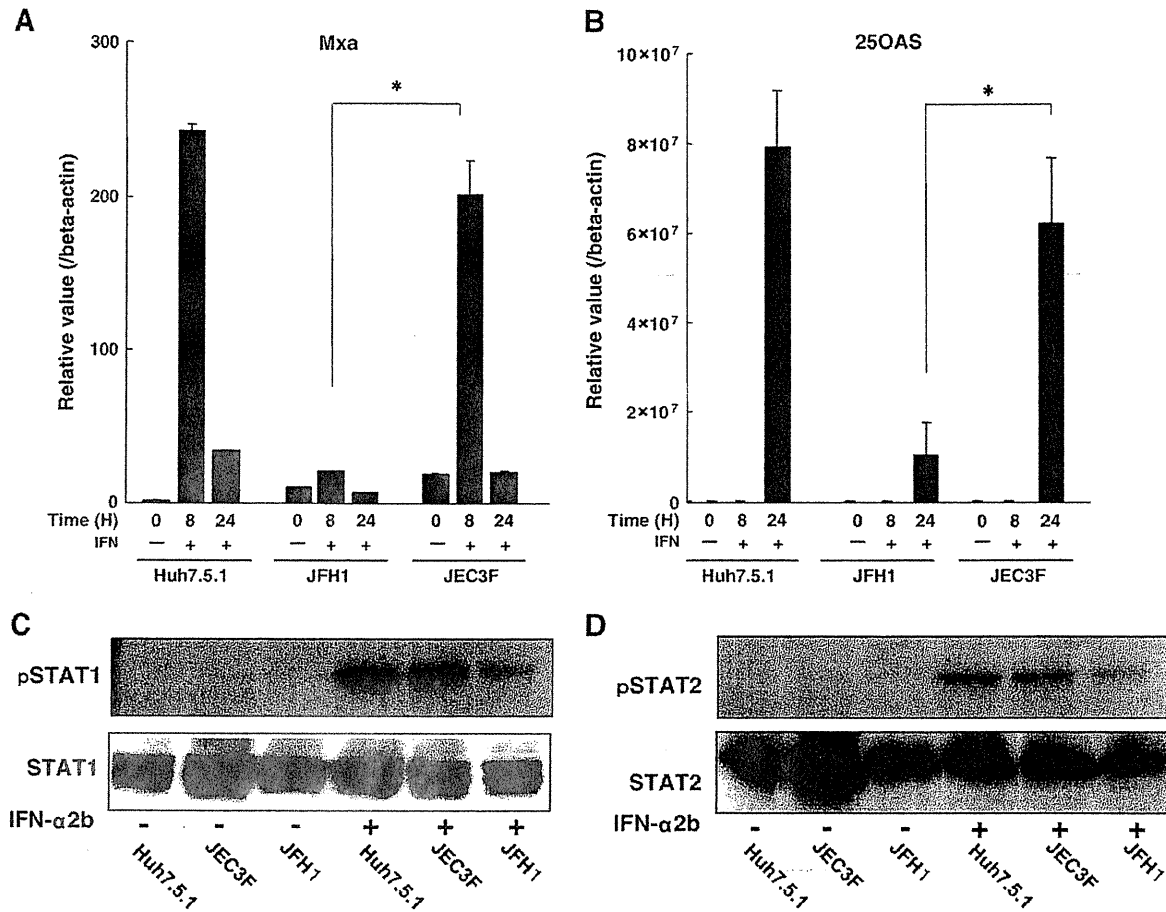 A
Mxa
300
200
100
0
Relative value (/beta-actin)
*
Time (H) 0 8 24 0 8 24 0 8 24
IFN — + + — + + — + +
Huh7.5.1 JFH1 JEC3F
B
25OAS
10×10⁷
8×10⁷
6×10⁷
4×10⁷
2×10⁷
0
Relative value (/beta-actin)
*
Time (H) 0 8 24 0 8 24 0 8 24
IFN — + + — + + — + +
Huh7.5.1 JFH1 JEC3F
C
pSTAT1
STAT1
IFN-α2b - - - + + +
Huh7.5.1 JEC3F JFH1 Huh7.5.1 JEC3F JFH1
D
pSTAT2
STAT2
IFN-α2b - - - + + +
Huh7.5.1 JEC3F JFH1 Huh7.5.1 JEC3F JFH1